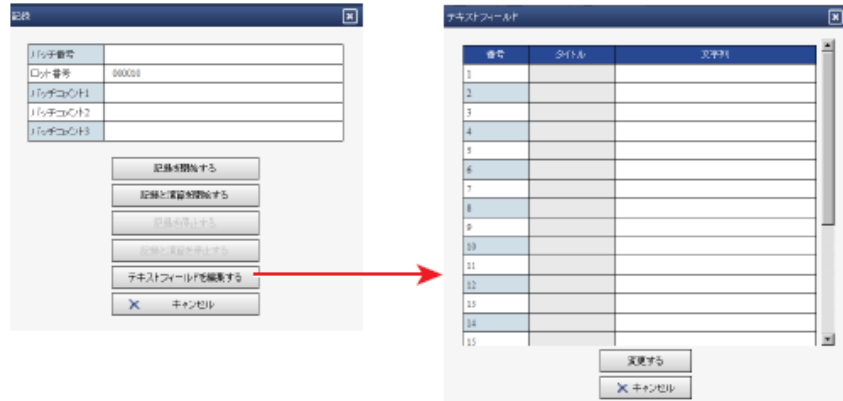 記録
バッチ番号
ロット番号 000010
バッチコメント1
バッチコメント2
バッチコメント3
記録を開始する
記録と演算を開始する
記録を停止する
記録と演算を停止する
テキストフィールドを編集する
キャンセル
テキストフィールド
番号 タイトル 文字列
1
2
3
4
5
6
7
8
9
10
11
12
13
14
15
変更する
キャンセル